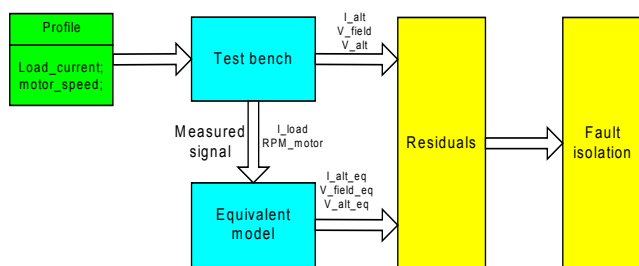 Profile
Load_current;
motor_speed;
Test bench
I_alt
V_field
V_alt
Measured
signal
I_load
RPM_motor
Equivalent
model
I_alt_eq
V_field_eq
V_alt_eq
Residuals
Fault
isolation